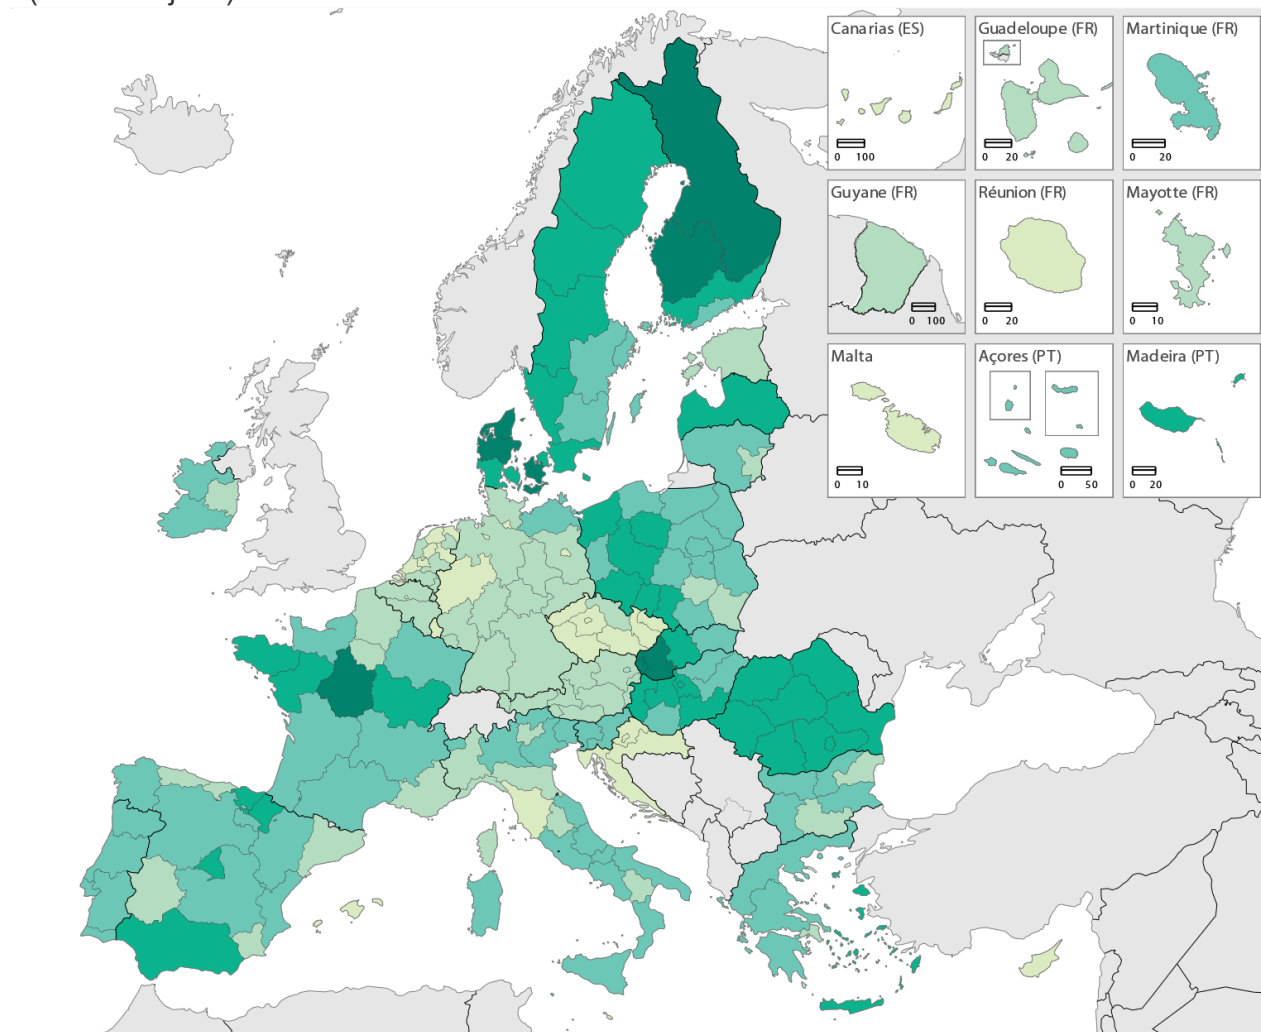 Canarias (ES)
0 100
Guadeloupe (FR)
0 20
Martinique (FR)
0 20
Guyane (FR)
0 100
Réunion (FR)
0 20
Mayotte (FR)
0 10
Malta
0 10
Açores (PT)
0 50
Madeira (PT)
0 20